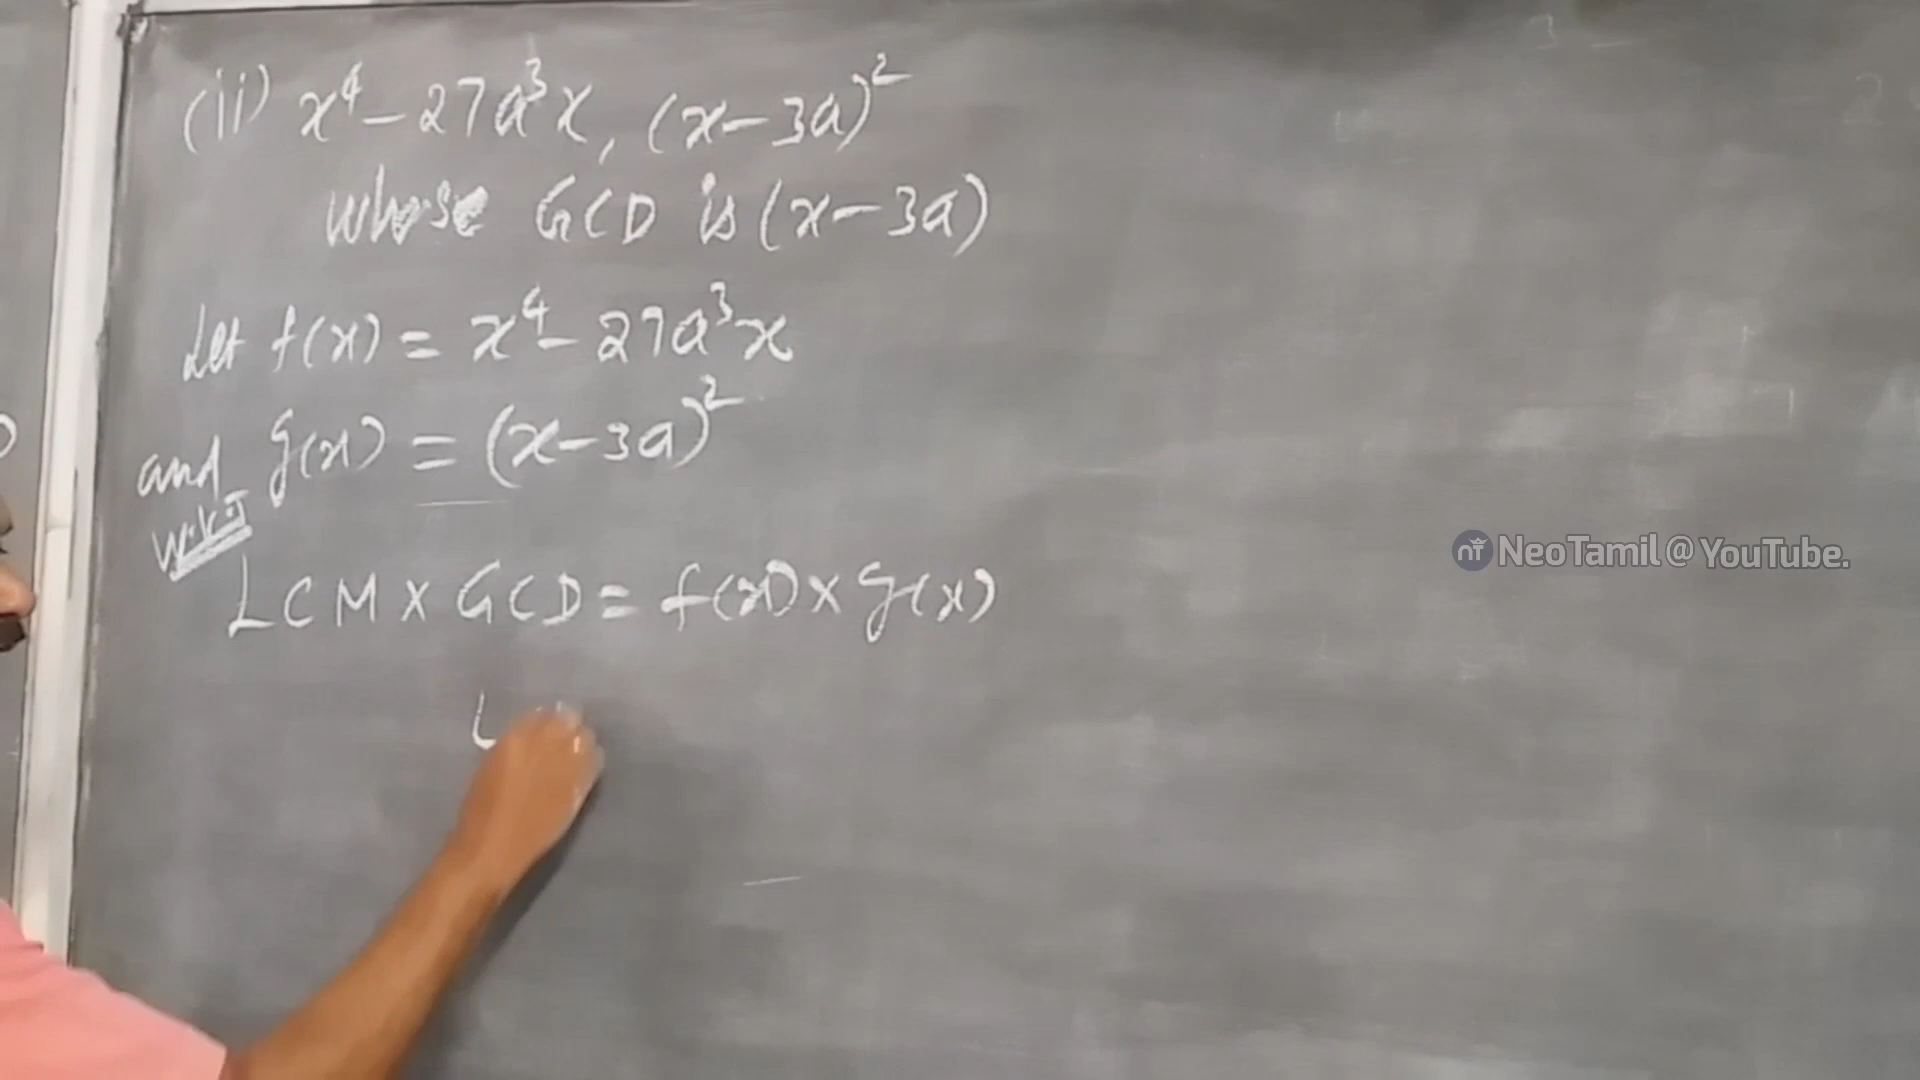 (ii) x⁴ - 27a³x, (x - 3a)²
whose GCD is (x - 3a)
Let f(x) = x⁴ - 27a³x
and g(x) = (x - 3a)²
W.K.T
LCM × GCD = f(x) × g(x)
L
NeoTamil @ YouTube.